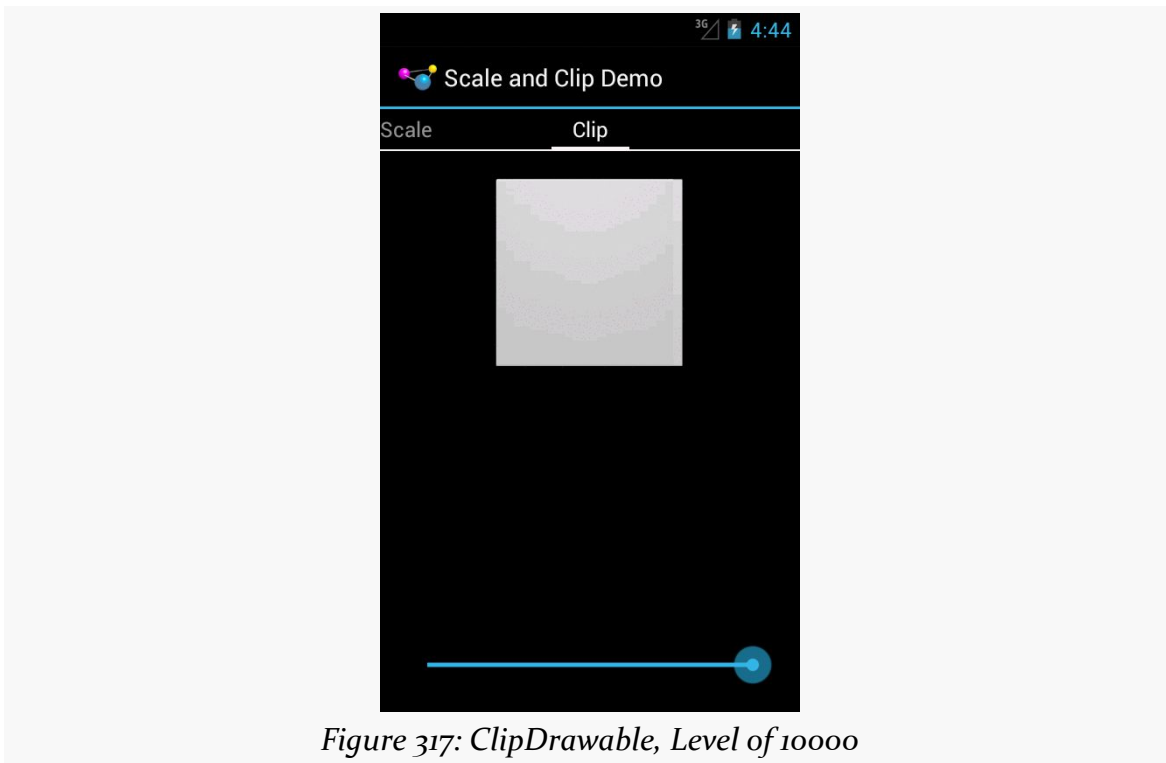 3G 4:44
Scale and Clip Demo
Scale Clip
Figure 317: ClipDrawable, Level of 10000